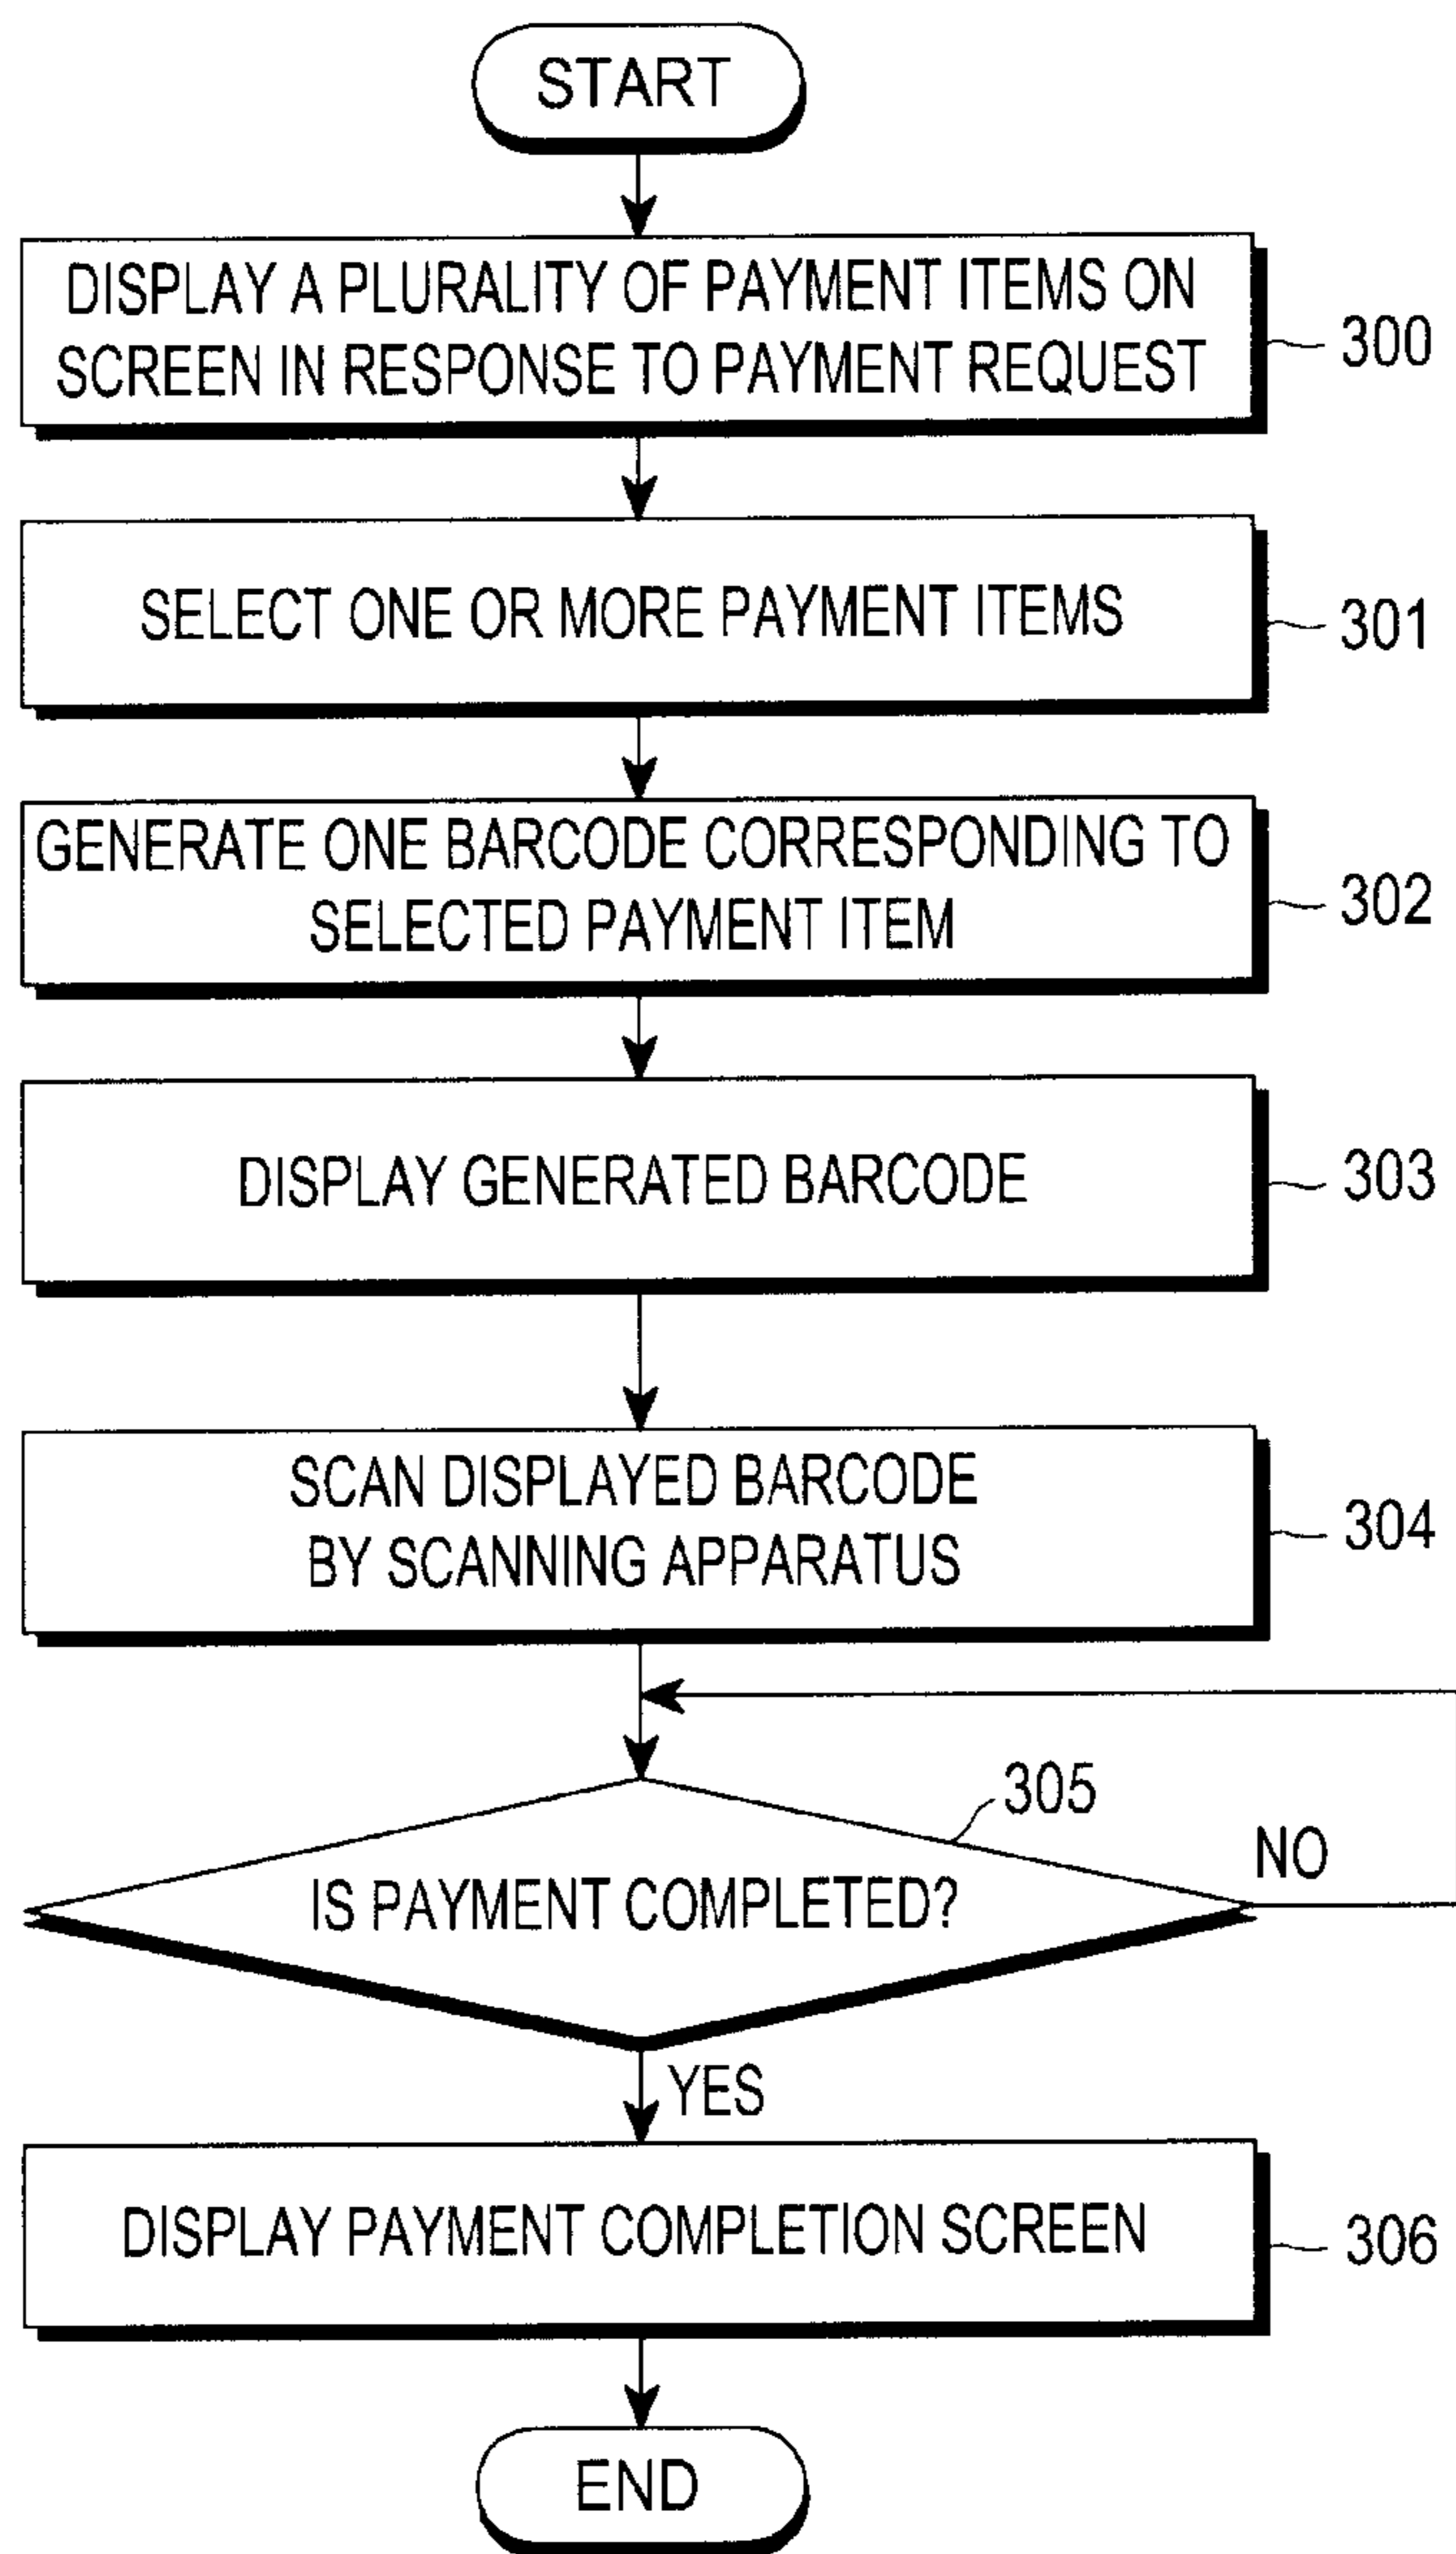 START
DISPLAY A PLURALITY OF PAYMENT ITEMS ON
SCREEN IN RESPONSE TO PAYMENT REQUEST
300
SELECT ONE OR MORE PAYMENT ITEMS
301
GENERATE ONE BARCODE CORRESPONDING TO
SELECTED PAYMENT ITEM
302
DISPLAY GENERATED BARCODE
303
SCAN DISPLAYED BARCODE
BY SCANNING APPARATUS
304
305
NO
IS PAYMENT COMPLETED?
YES
DISPLAY PAYMENT COMPLETION SCREEN
306
END